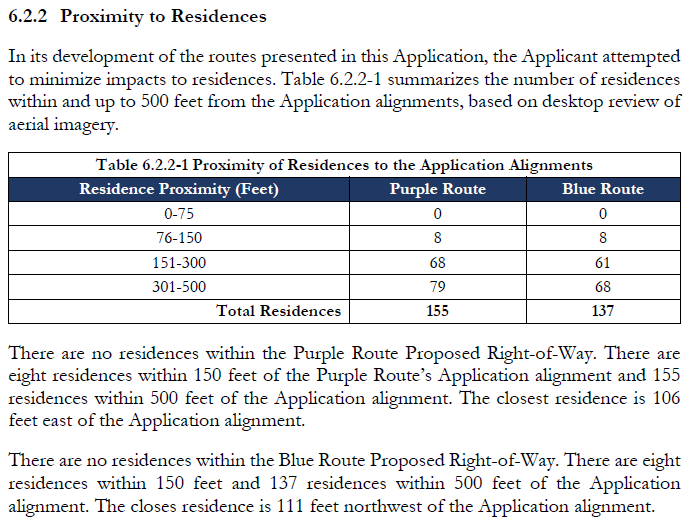 6.2.2 Proximity to Residences
In its development of the routes presented in this Application, the Applicant attempted
to minimize impacts to residences. Table 6.2.2-1 summarizes the number of residences
within and up to 500 feet from the Application alignments, based on desktop review of
aerial imagery.
Table 6.2.2-1 Proximity of Residences to the Application Alignments
Residence Proximity (Feet) Purple Route Blue Route
0-75 0 0
76-150 8 8
151-300 68 61
301-500 79 68
Total Residences 155 137
There are no residences within the Purple Route Proposed Right-of-Way. There are
eight residences within 150 feet of the Purple Route's Application alignment and 155
residences within 500 feet of the Application alignment. The closest residence is 106
feet east of the Application alignment.
There are no residences within the Blue Route Proposed Right-of-Way. There are eight
residences within 150 feet and 137 residences within 500 feet of the Application
alignment. The closes residence is 111 feet northwest of the Application alignment.